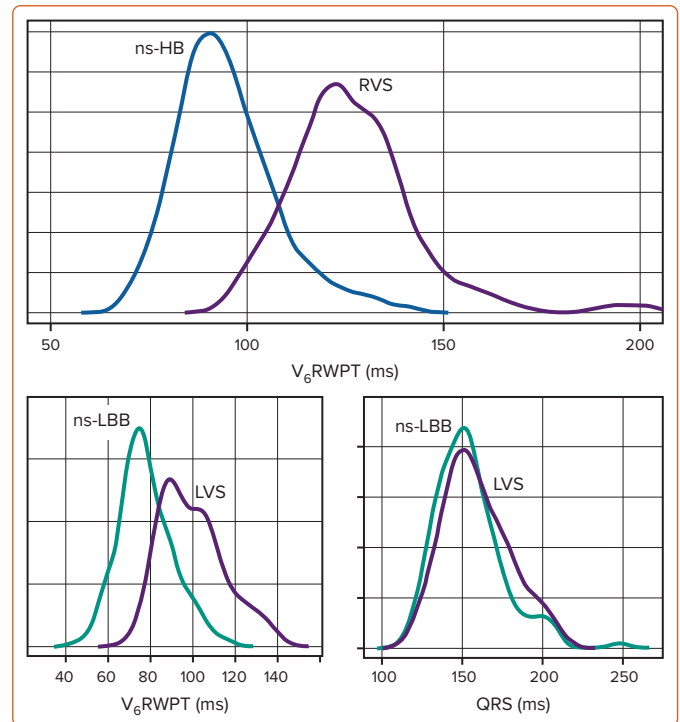 ns-HB
RVS
50 100 150 200
V₆RWPT (ms)
ns-LBB
LVS
40 60 80 100 120 140
V₆RWPT (ms)
ns-LBB
LVS
100 150 200 250
QRS (ms)